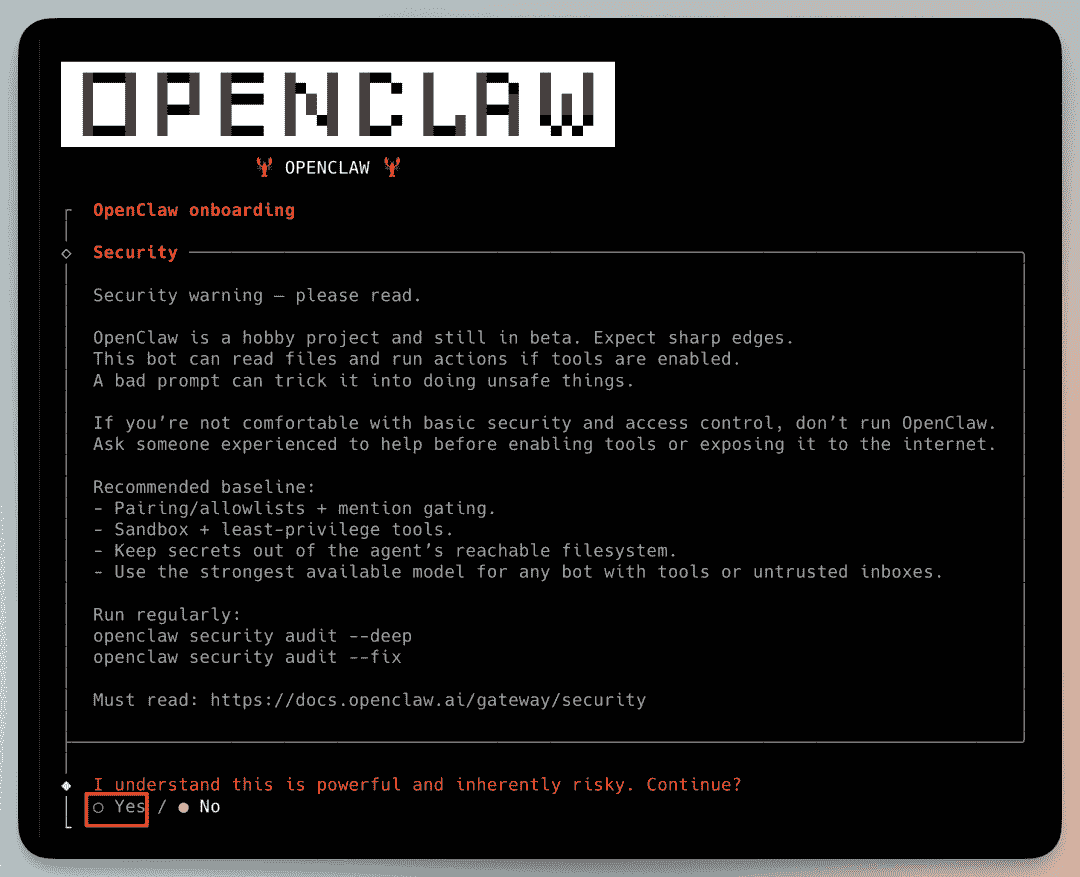 OPENCLAW
OPENCLAW
OpenClaw onboarding
Security
Security warning — please read.
OpenClaw is a hobby project and still in beta. Expect sharp edges.
This bot can read files and run actions if tools are enabled.
A bad prompt can trick it into doing unsafe things.
If you’re not comfortable with basic security and access control, don’t run OpenClaw.
Ask someone experienced to help before enabling tools or exposing it to the internet.
Recommended baseline:
- Pairing/allowlists + mention gating.
- Sandbox + least-privilege tools.
- Keep secrets out of the agent’s reachable filesystem.
- Use the strongest available model for any bot with tools or untrusted inboxes.
Run regularly:
openclaw security audit --deep
openclaw security audit --fix
Must read: https://docs.openclaw.ai/gateway/security
I understand this is powerful and inherently risky. Continue?
○ Yes / ● No